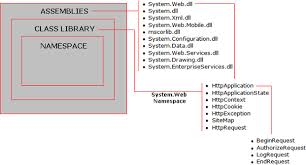 ASSEMBLIES
CLASS LIBRARY
NAMESPACE
System.Web.dll
System.Xml.dll
System.Web.Mobile.dll
mscorlib.dll
System.Configuration.dll
System.Data.dll
System.Web.Services.dll
System.Drawing.dll
System.EnterpriseServices.dll
System.Web
Namespace
HttpApplication
HttpApplicationState
HttpContext
HttpCookie
HttpException
SiteMap
HttpRequest
BeginRequest
AuthorizeRequest
LogRequest
EndRequest